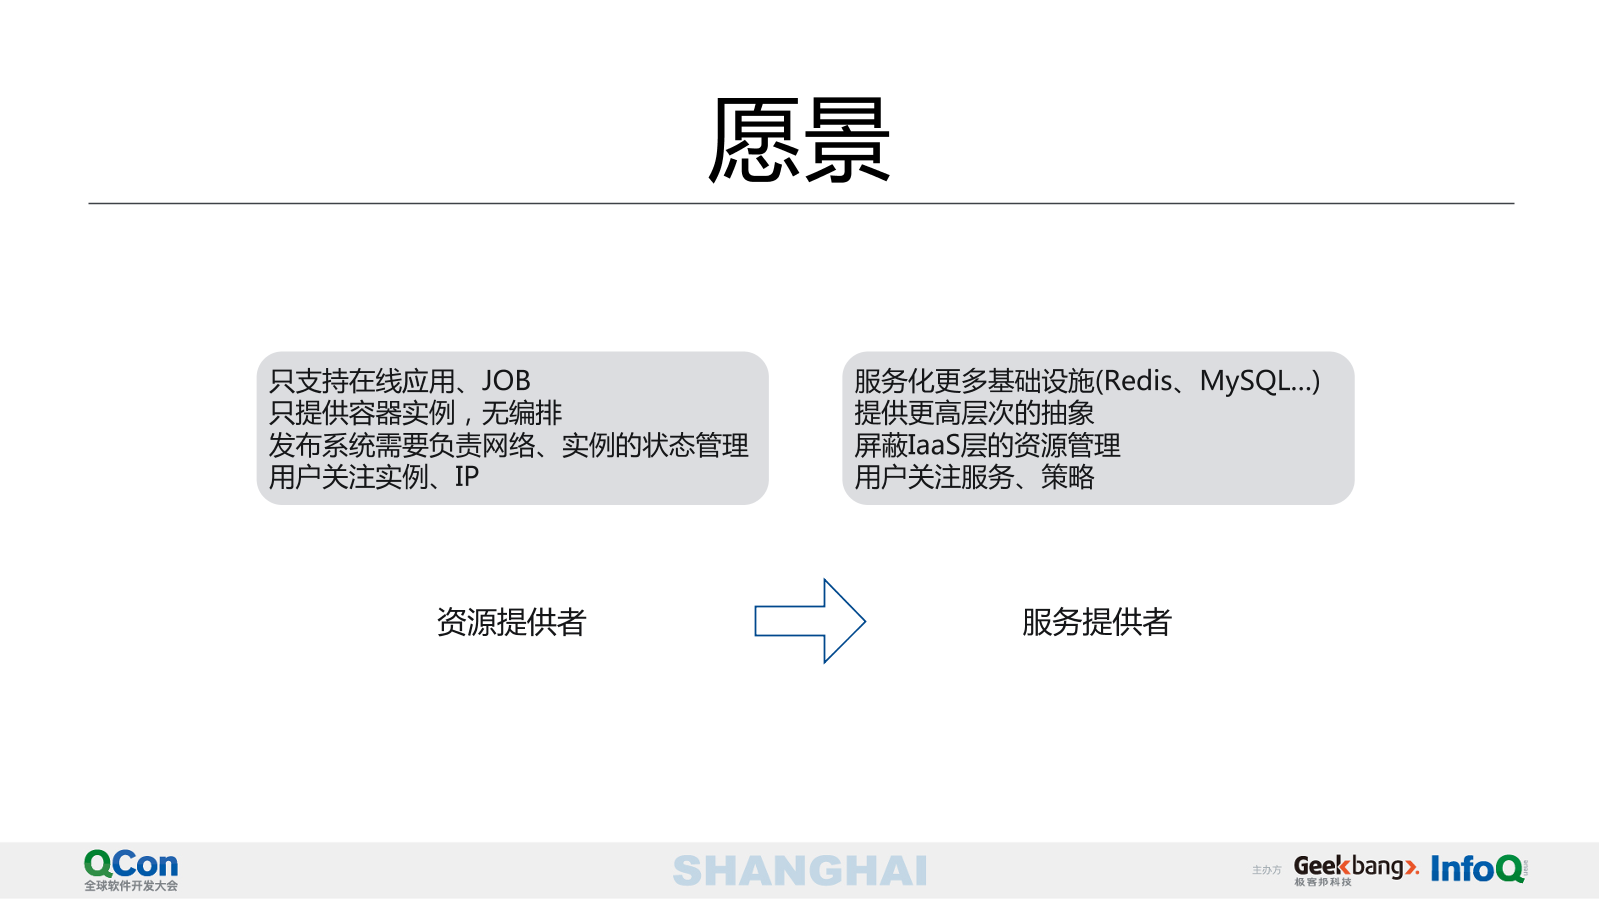 愿景
只支持在线应用、JOB
只提供容器实例，无编排
发布系统需要负责网络、实例的状态管理
用户关注实例、IP
服务化更多基础设施(Redis、MySQL...)
提供更高层次的抽象
屏蔽IaaS层的资源管理
用户关注服务、策略
资源提供者
服务提供者
QCon
全球软件开发大会
SHANGHAI
主办方
Geekbang>.
极客邦科技
InfoQ